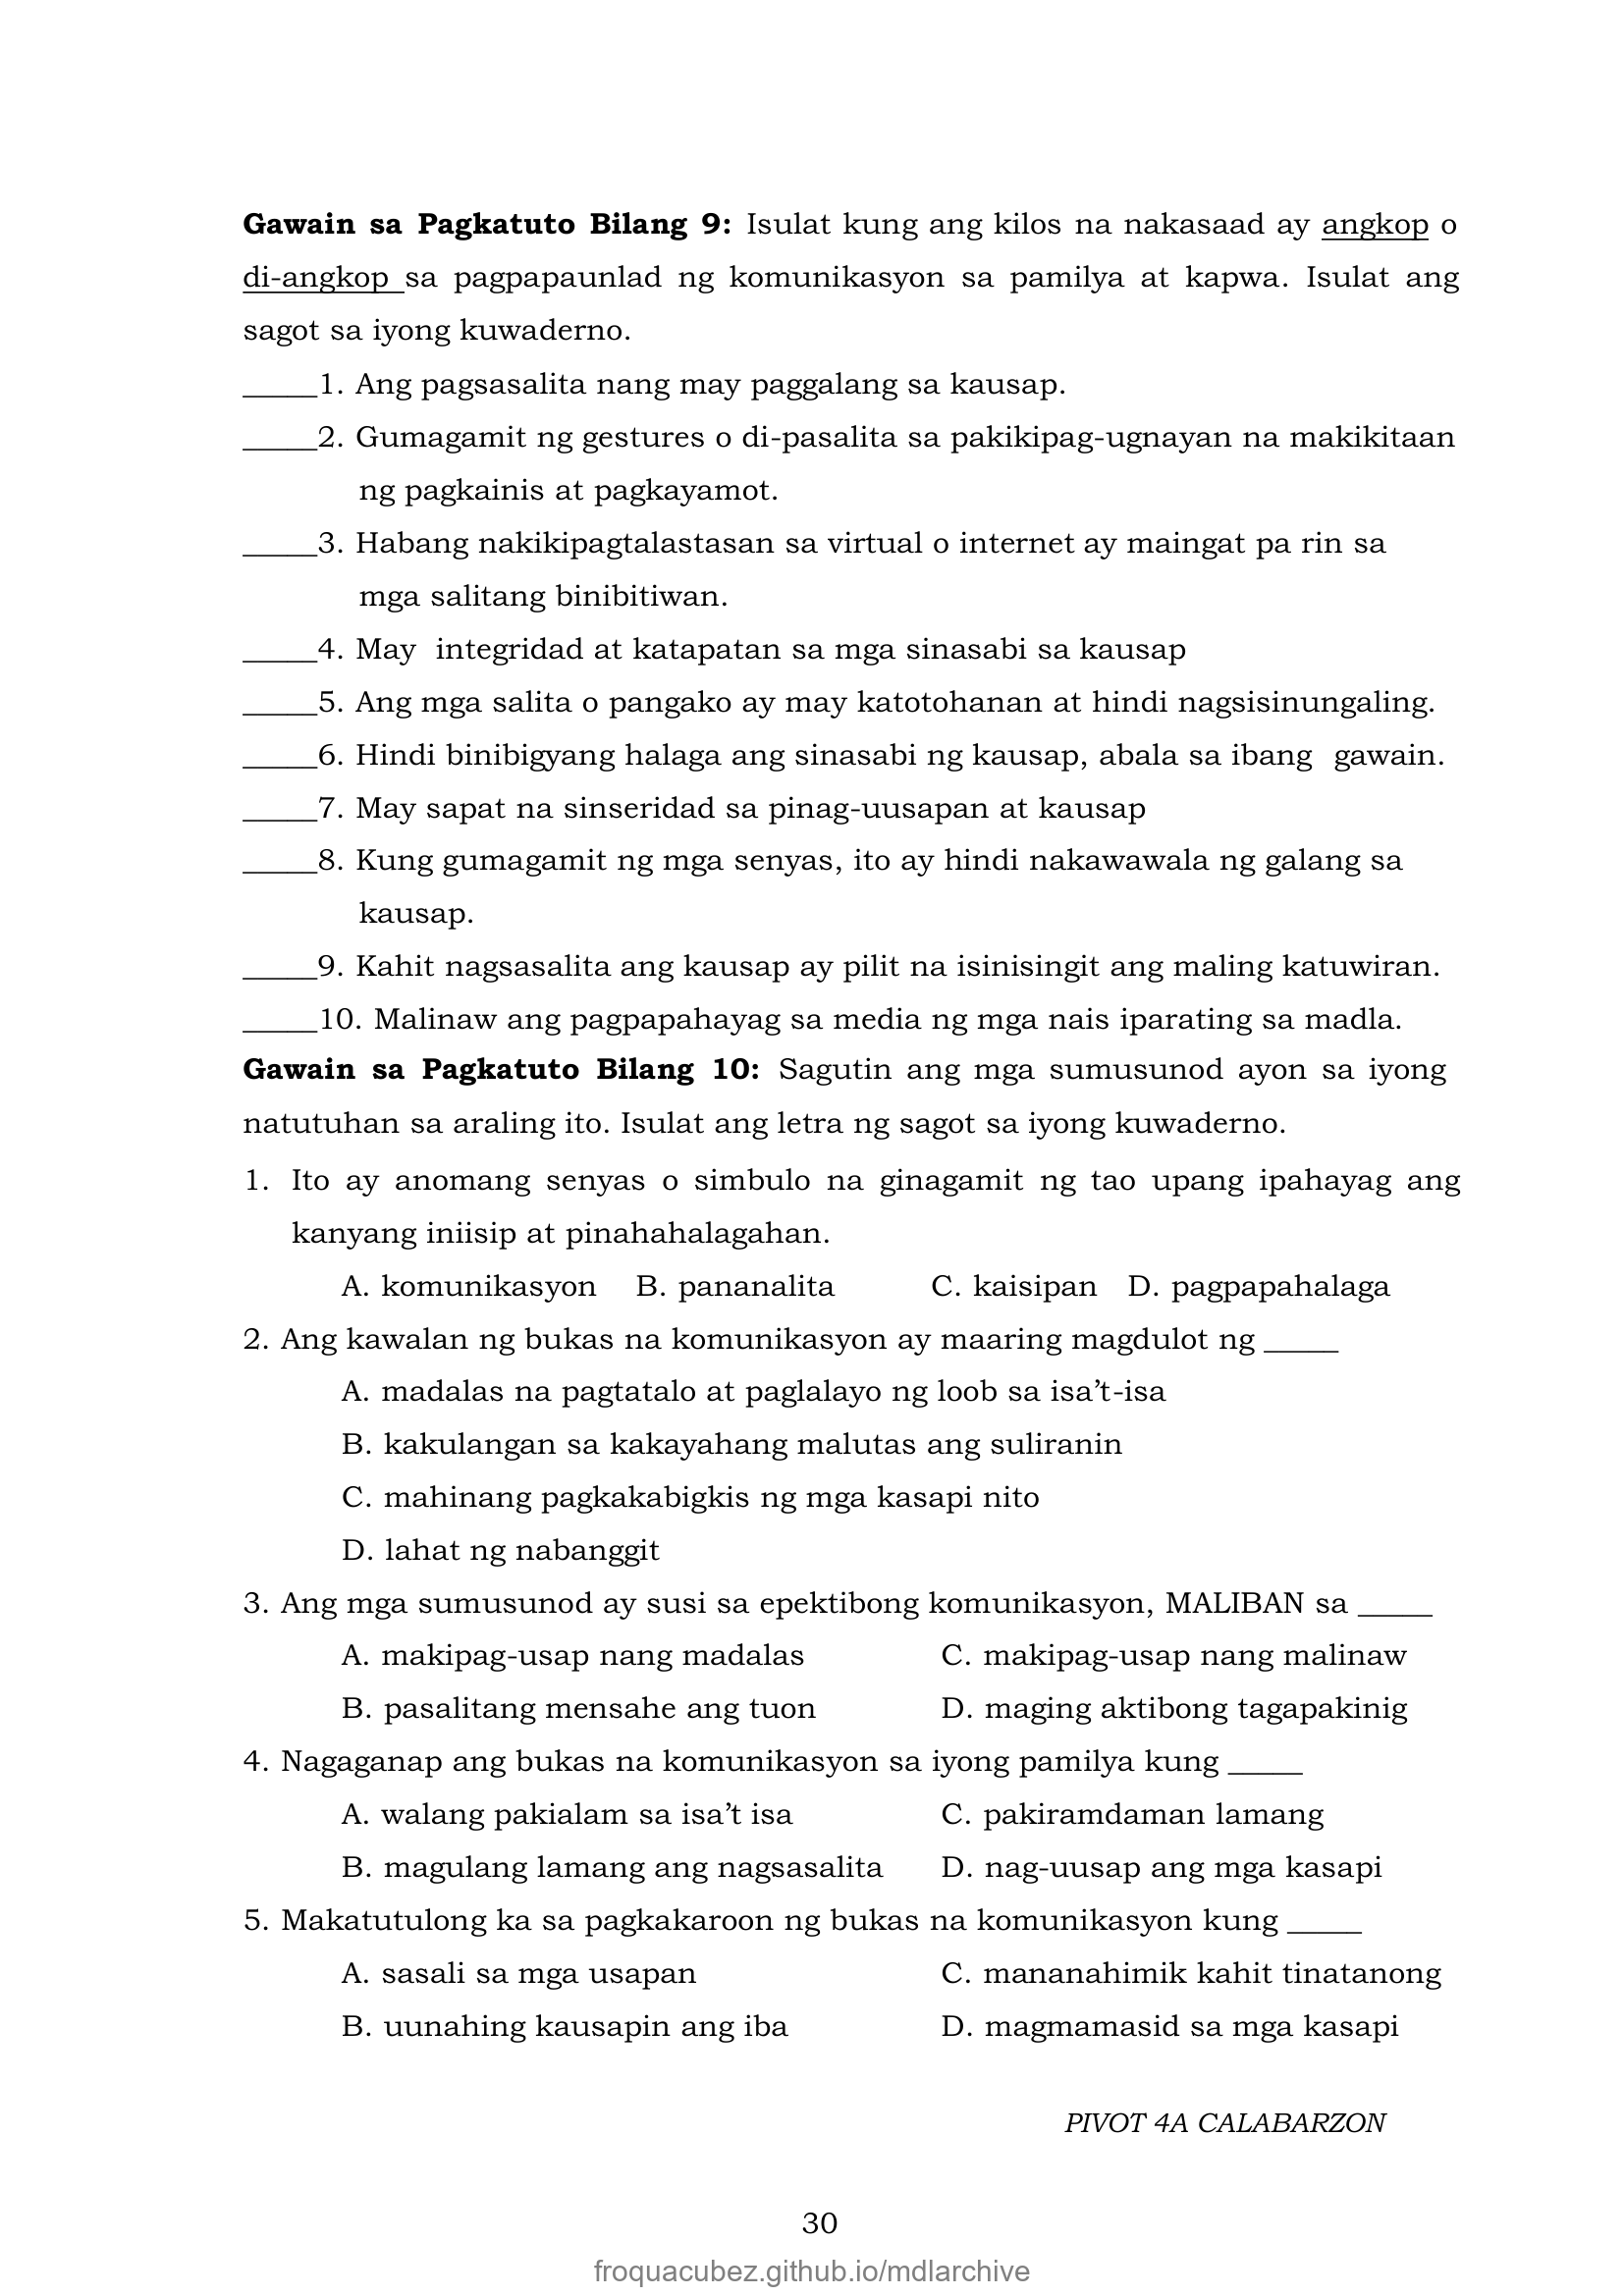 Gawain sa Pagkatuto Bilang 9: Isulat kung ang kilos na nakasaad ay angkop o
di-angkop sa pagpapaunlad ng komunikasyon sa pamilya at kapwa. Isulat ang
sagot sa iyong kuwaderno.
_____1. Ang pagsasalita nang may paggalang sa kausap.
_____2. Gumagamit ng gestures o di-pasalita sa pakikipag-ugnayan na makikitaan
ng pagkainis at pagkayamot.
_____3. Habang nakikipagtalastasan sa virtual o internet ay maingat pa rin sa
mga salitang binibitiwan.
_____4. May integridad at katapatan sa mga sinasabi sa kausap
_____5. Ang mga salita o pangako ay may katotohanan at hindi nagsisinungaling.
_____6. Hindi binibigyang halaga ang sinasabi ng kausap, abala sa ibang gawain.
_____7. May sapat na sinseridad sa pinag-uusapan at kausap
_____8. Kung gumagamit ng mga senyas, ito ay hindi nakawawala ng galang sa
kausap.
_____9. Kahit nagsasalita ang kausap ay pilit na isinisingit ang maling katuwiran.
_____10. Malinaw ang pagpapahayag sa media ng mga nais iparating sa madla.
Gawain sa Pagkatuto Bilang 10: Sagutin ang mga sumusunod ayon sa iyong
natutuhan sa araling ito. Isulat ang letra ng sagot sa iyong kuwaderno.
1. Ito ay anomang senyas o simbulo na ginagamit ng tao upang ipahayag ang
kanyang iniisip at pinahahalagahan.
A. komunikasyon B. pananalita C. kaisipan D. pagpapahalaga
2. Ang kawalan ng bukas na komunikasyon ay maaring magdulot ng _____
A. madalas na pagtatalo at paglalayo ng loob sa isa’t-isa
B. kakulangan sa kakayahang malutas ang suliranin
C. mahinang pagkakabigkis ng mga kasapi nito
D. lahat ng nabanggit
3. Ang mga sumusunod ay susi sa epektibong komunikasyon, MALIBAN sa _____
A. makipag-usap nang madalas C. makipag-usap nang malinaw
B. pasalitang mensahe ang tuon D. maging aktibong tagapakinig
4. Nagaganap ang bukas na komunikasyon sa iyong pamilya kung _____
A. walang pakialam sa isa’t isa C. pakiramdaman lamang
B. magulang lamang ang nagsasalita D. nag-uusap ang mga kasapi
5. Makatutulong ka sa pagkakaroon ng bukas na komunikasyon kung _____
A. sasali sa mga usapan C. mananahimik kahit tinatanong
B. uunahing kausapin ang iba D. magmamasid sa mga kasapi
PIVOT 4A CALABARZON
30
froquacubez.github.io/mdlarchive